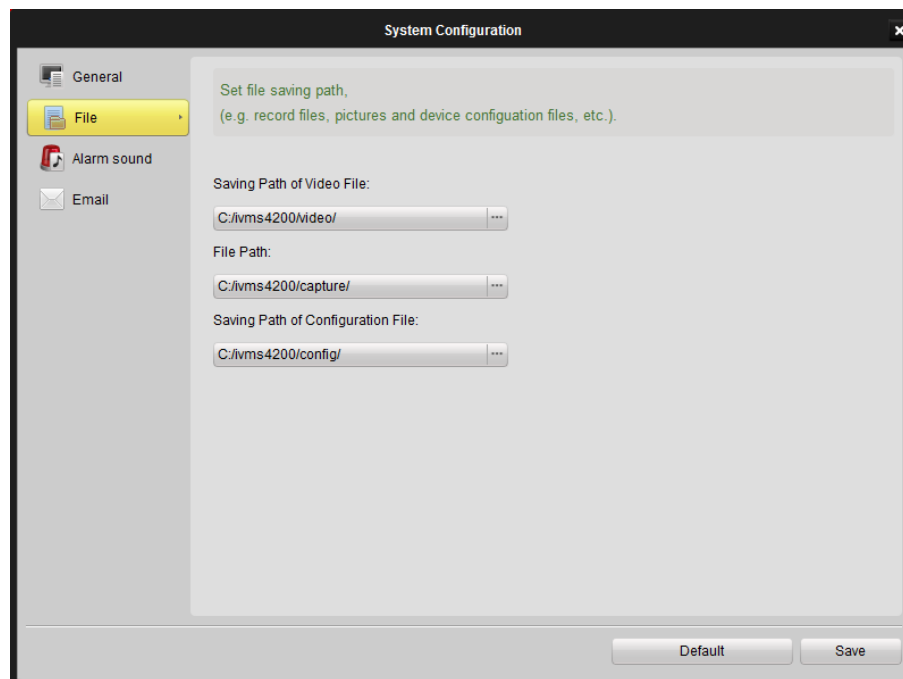 System Configuration
General
File
Alarm sound
Email
Set file saving path,
(e.g. record files, pictures and device configuation files, etc.).
Saving Path of Video File:
C:/ivms4200/video/
File Path:
C:/ivms4200/capture/
Saving Path of Configuration File:
C:/ivms4200/config/
Default
Save